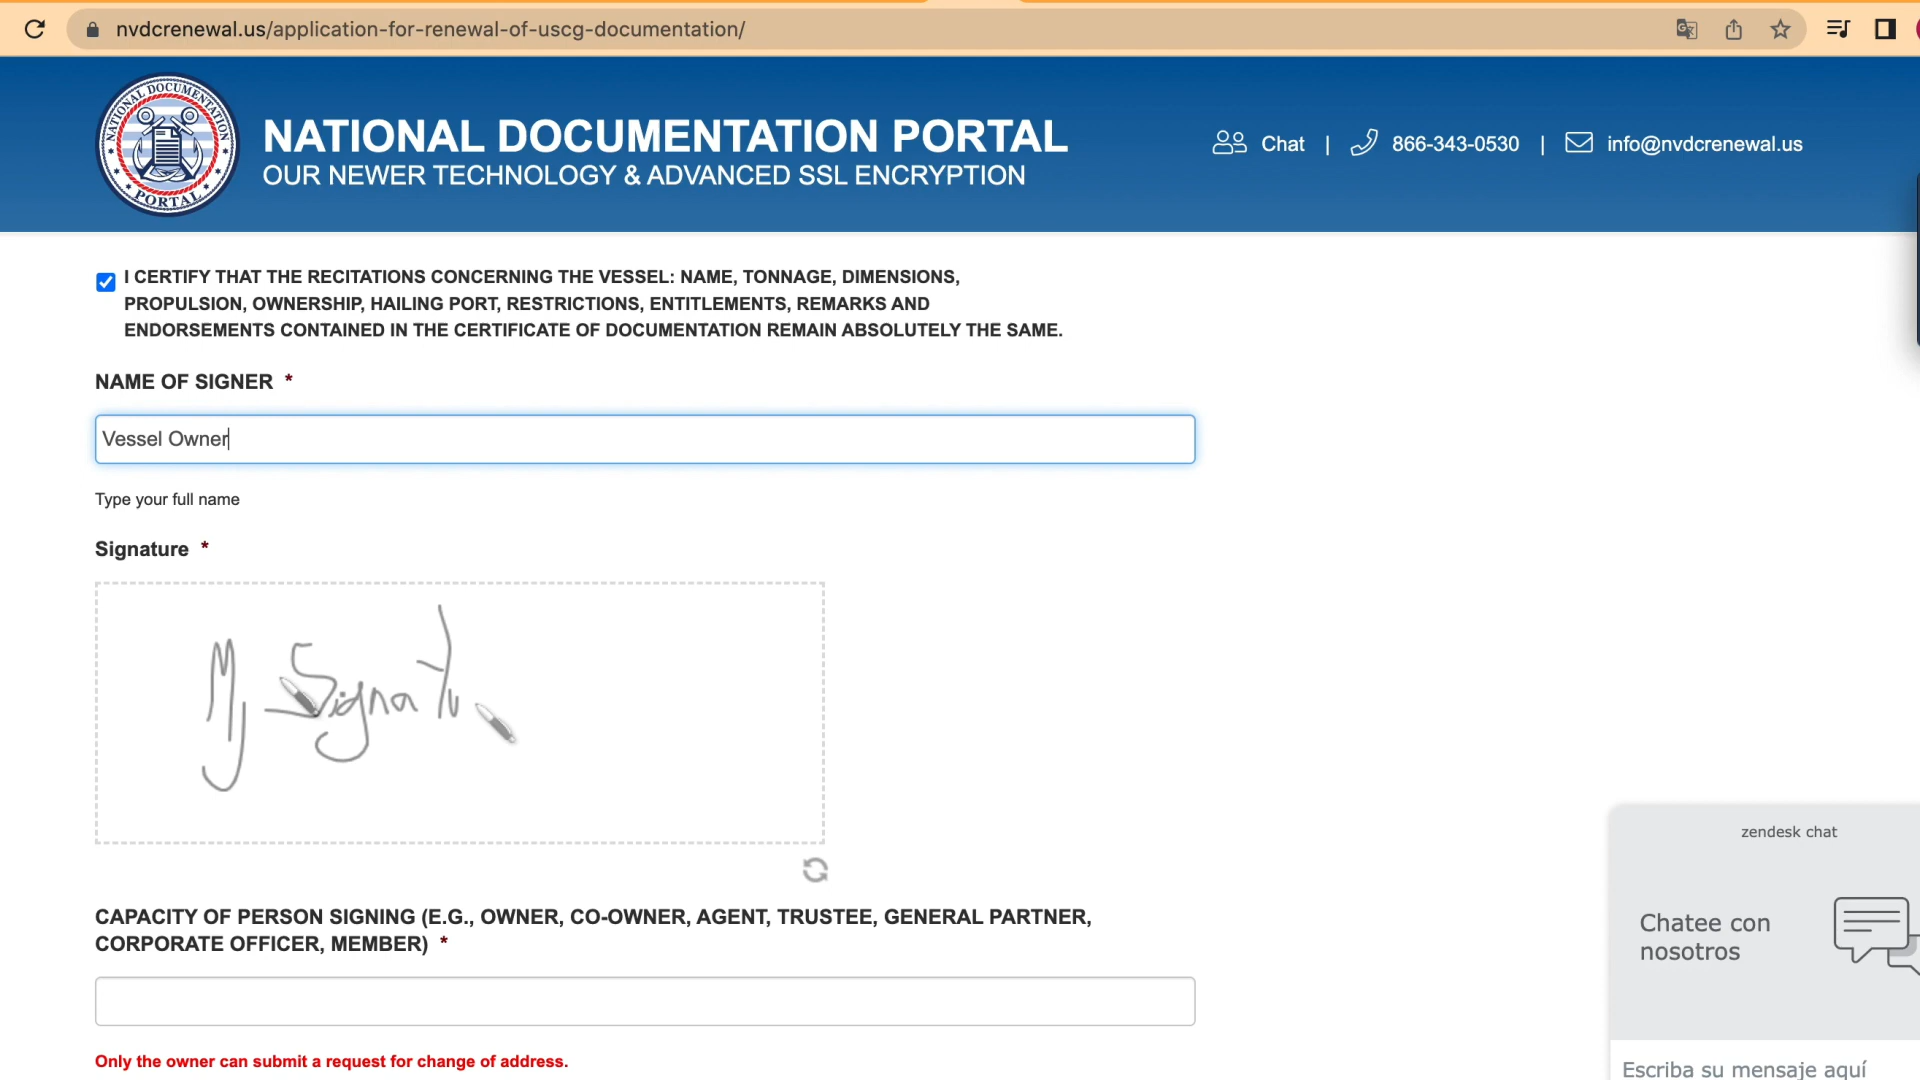 nvdcrenewal.us/application-for-renewal-of-uscg-documentation/
NATIONAL DOCUMENTATION
PORTAL
NATIONAL DOCUMENTATION PORTAL
OUR NEWER TECHNOLOGY & ADVANCED SSL ENCRYPTION
Chat | 866-343-0530 | info@nvdcrenewal.us
I CERTIFY THAT THE RECITATIONS CONCERNING THE VESSEL: NAME, TONNAGE, DIMENSIONS,
PROPULSION, OWNERSHIP, HAILING PORT, RESTRICTIONS, ENTITLEMENTS, REMARKS AND
ENDORSEMENTS CONTAINED IN THE CERTIFICATE OF DOCUMENTATION REMAIN ABSOLUTELY THE SAME.
NAME OF SIGNER *
Vessel Owner
Type your full name
Signature *
My Signatu
CAPACITY OF PERSON SIGNING (E.G., OWNER, CO-OWNER, AGENT, TRUSTEE, GENERAL PARTNER,
CORPORATE OFFICER, MEMBER) *
Only the owner can submit a request for change of address.
zendesk chat
Chatee con
nosotros
Escriba su mensaje aquí